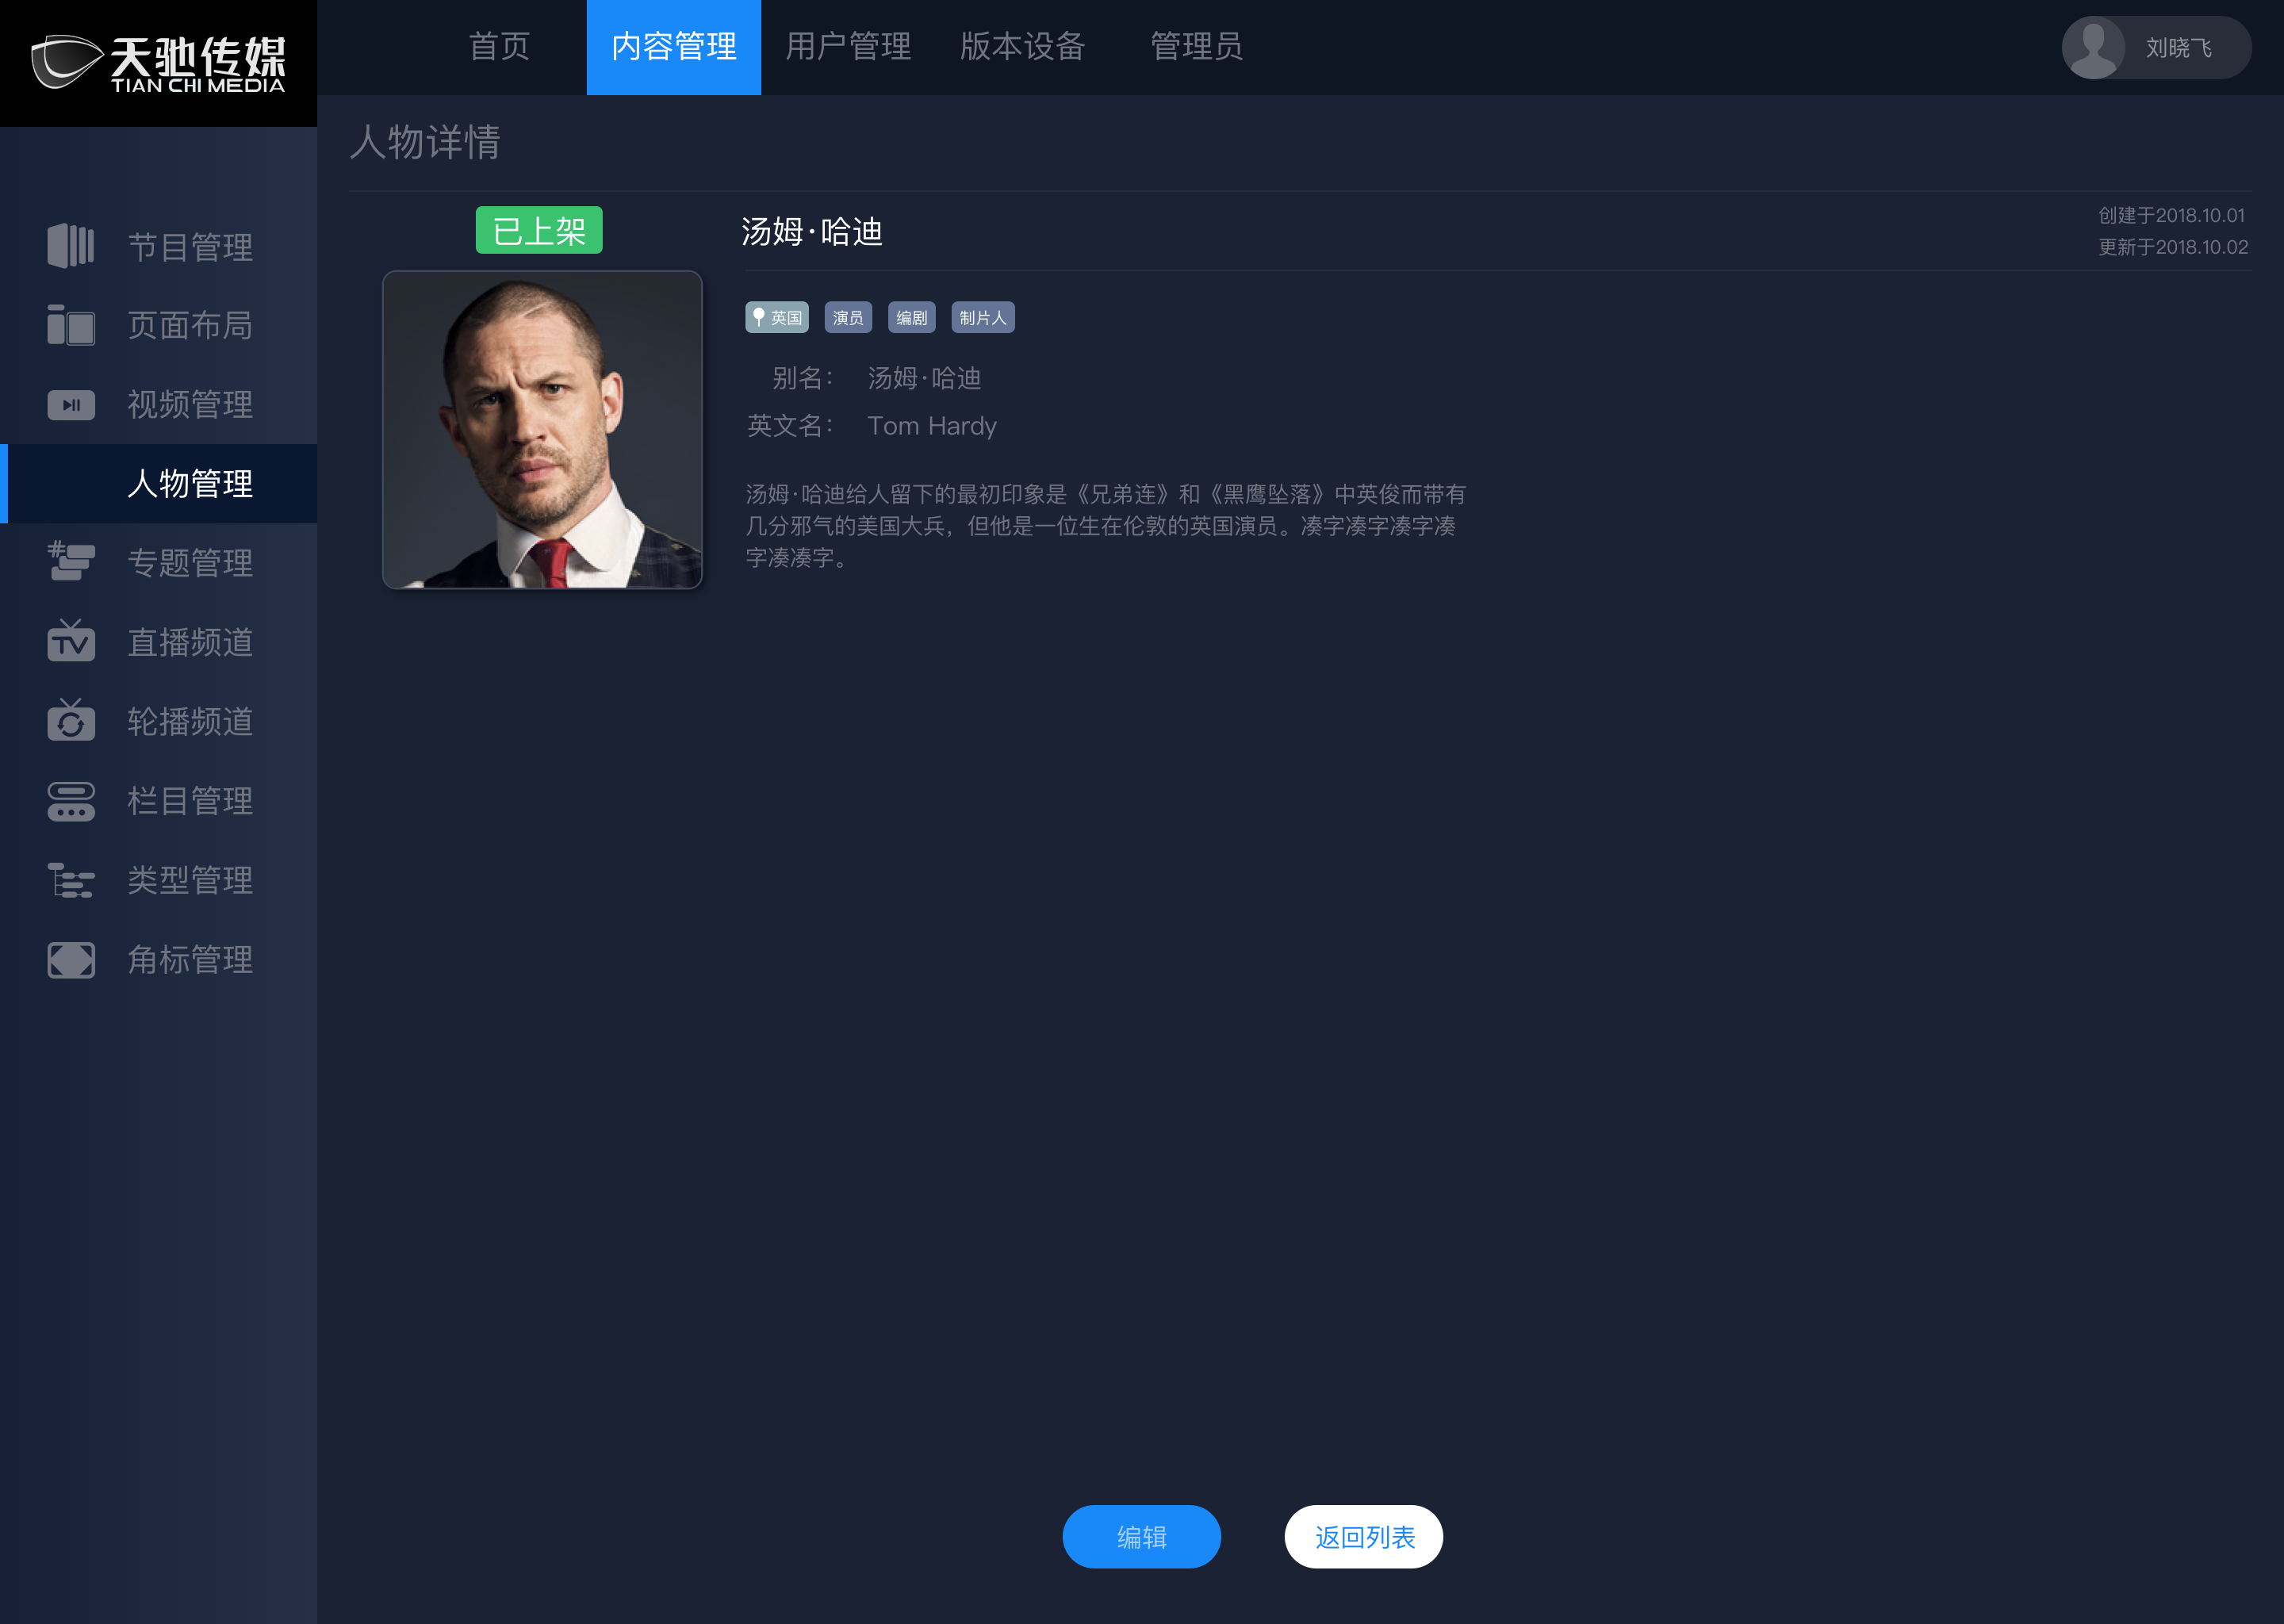 天驰传媒
TIAN CHI MEDIA
首页
内容管理
用户管理
版本设备
管理员
刘晓飞
节目管理
页面布局
视频管理
人物管理
专题管理
TV
直播频道
轮播频道
栏目管理
类型管理
角标管理
人物详情
已上架
汤姆·哈迪
创建于2018.10.01
更新于2018.10.02
英国
演员
编剧
制片人
别名： 汤姆·哈迪
英文名： Tom Hardy
汤姆·哈迪给人留下的最初印象是《兄弟连》和《黑鹰坠落》中英俊而带有
几分邪气的美国大兵，但他是一位生在伦敦的英国演员。凑字凑字凑字凑
字凑凑字。
编辑
返回列表